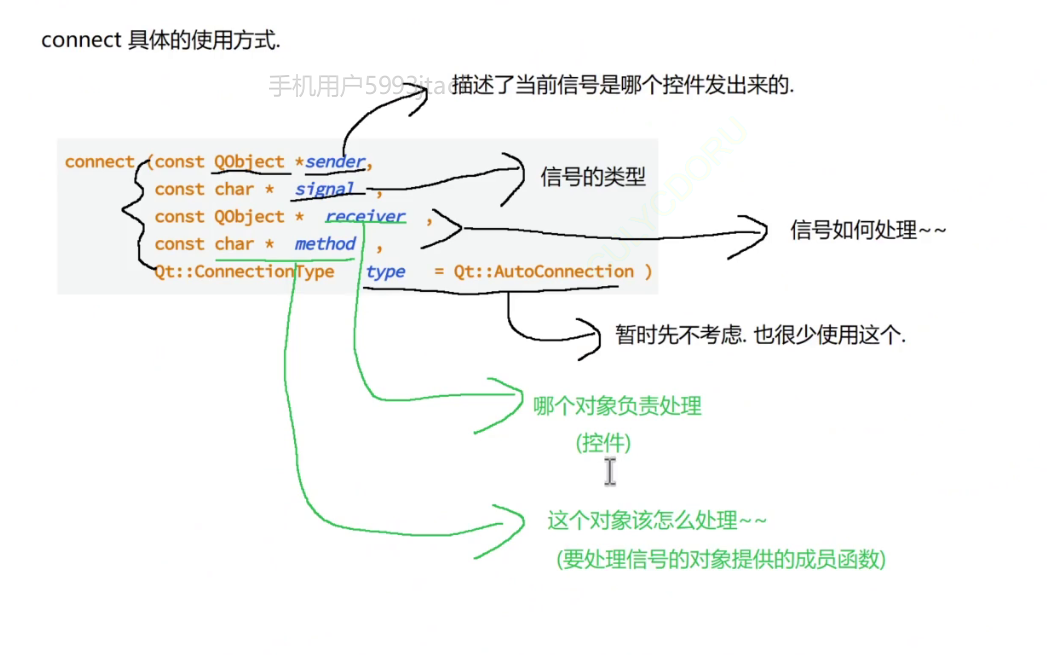 connect 具体的使用方式.
手机用户5993jtac
描述了当前信号是哪个控件发出来的.
connect (const QObject *sender,
const char * signal ,
信号的类型
const QObject * receiver ,
信号如何处理~~
const char * method ,
Qt::ConnectionType type = Qt::AutoConnection )
暂时先不考虑. 也很少使用这个.
哪个对象负责处理
(控件)
这个对象该怎么处理~~
(要处理信号的对象提供的成员函数)